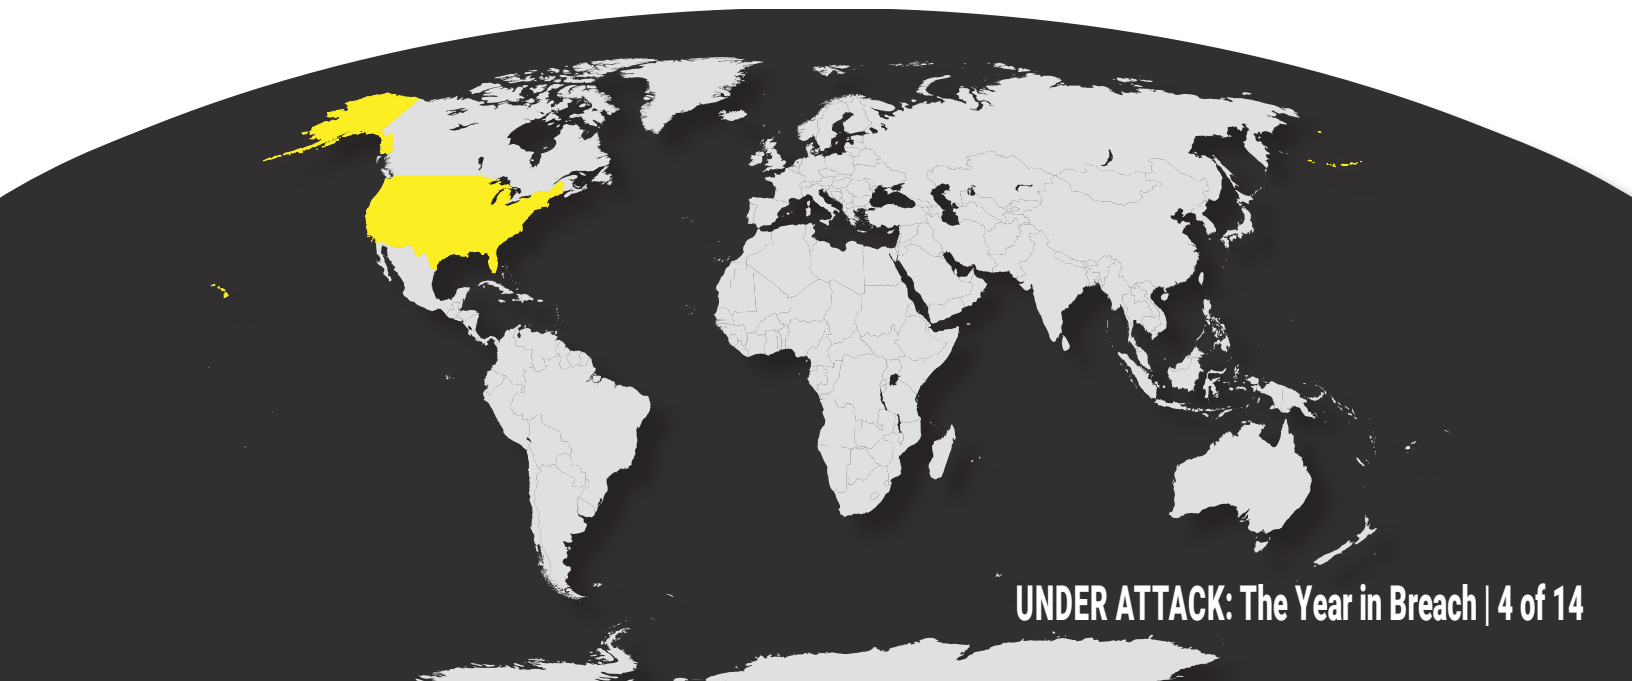 UNDER ATTACK: The Year in Breach | 4 of 14